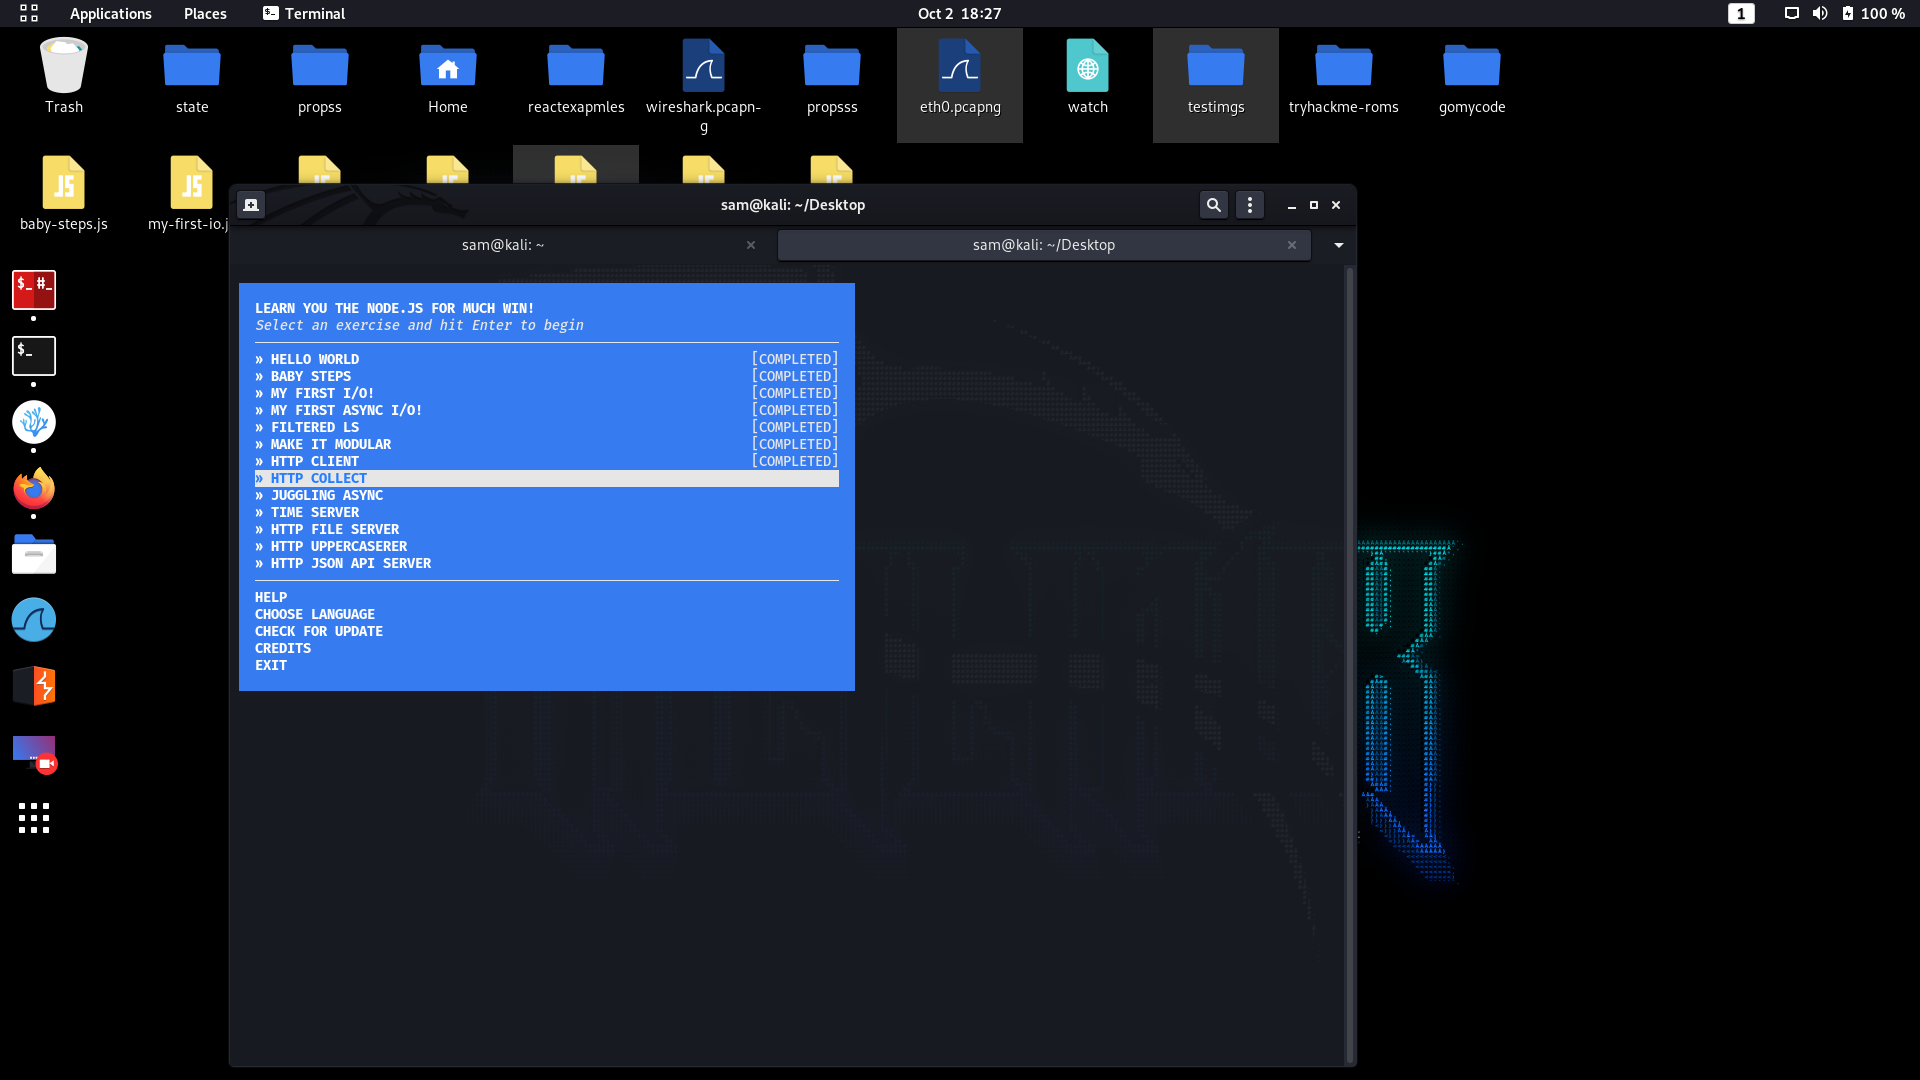 Applications Places Terminal Oct 2 18:27 1 100 %
Trash state propss Home reactexapmles wireshark.pcapn- propsss eth0.pcapng watch testimgs tryhackme-roms gomycode
g
JS JS
baby-steps.js my-first-io.j
sam@kali: ~/Desktop
sam@kali: ~ sam@kali: ~/Desktop
$_ #_
LEARN YOU THE NODE.JS FOR MUCH WIN!
Select an exercise and hit Enter to begin
» HELLO WORLD [COMPLETED]
» BABY STEPS [COMPLETED]
» MY FIRST I/O! [COMPLETED]
» MY FIRST ASYNC I/O! [COMPLETED]
» FILTERED LS [COMPLETED]
» MAKE IT MODULAR [COMPLETED]
» HTTP CLIENT [COMPLETED]
» HTTP COLLECT
» JUGGLING ASYNC
» TIME SERVER
» HTTP FILE SERVER
» HTTP UPPERCASERER
» HTTP JSON API SERVER
HELP
CHOOSE LANGUAGE
CHECK FOR UPDATE
CREDITS
EXIT
$_